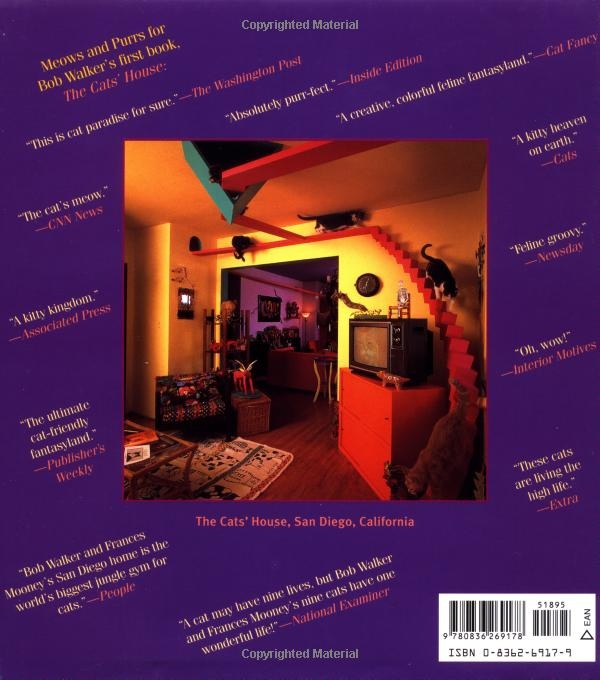 Copyrighted Material
Meows and Purrs for
Bob Walker's first book,
The Cats' House:
"This is cat paradise for sure."—The Washington Post
"Absolutely purr-fect."—Inside Edition
"A creative, colorful feline fantasyland."—Cat Fancy
"A kitty heaven
on earth."
—Cats
"The cat's meow."
—CNN News
"Feline groovy."
—Newsday
"A kitty kingdom."
—Associated Press
"Oh, wow!"
—Interior Motives
"The ultimate
cat-friendly
fantasyland."
—Publisher's
Weekly
"These cats
are living the
high life."
—Extra
The Cats' House, San Diego, California
"Bob Walker and Frances
Mooney's San Diego home is the
world's biggest jungle gym for
cats."—People
"A cat may have nine lives, but Bob Walker
and Frances Mooney's nine cats have one
wonderful life!"—National Examiner
51895
9 780836 269178
EAN
ISBN 0-8362-6917-9
Copyrighted Material